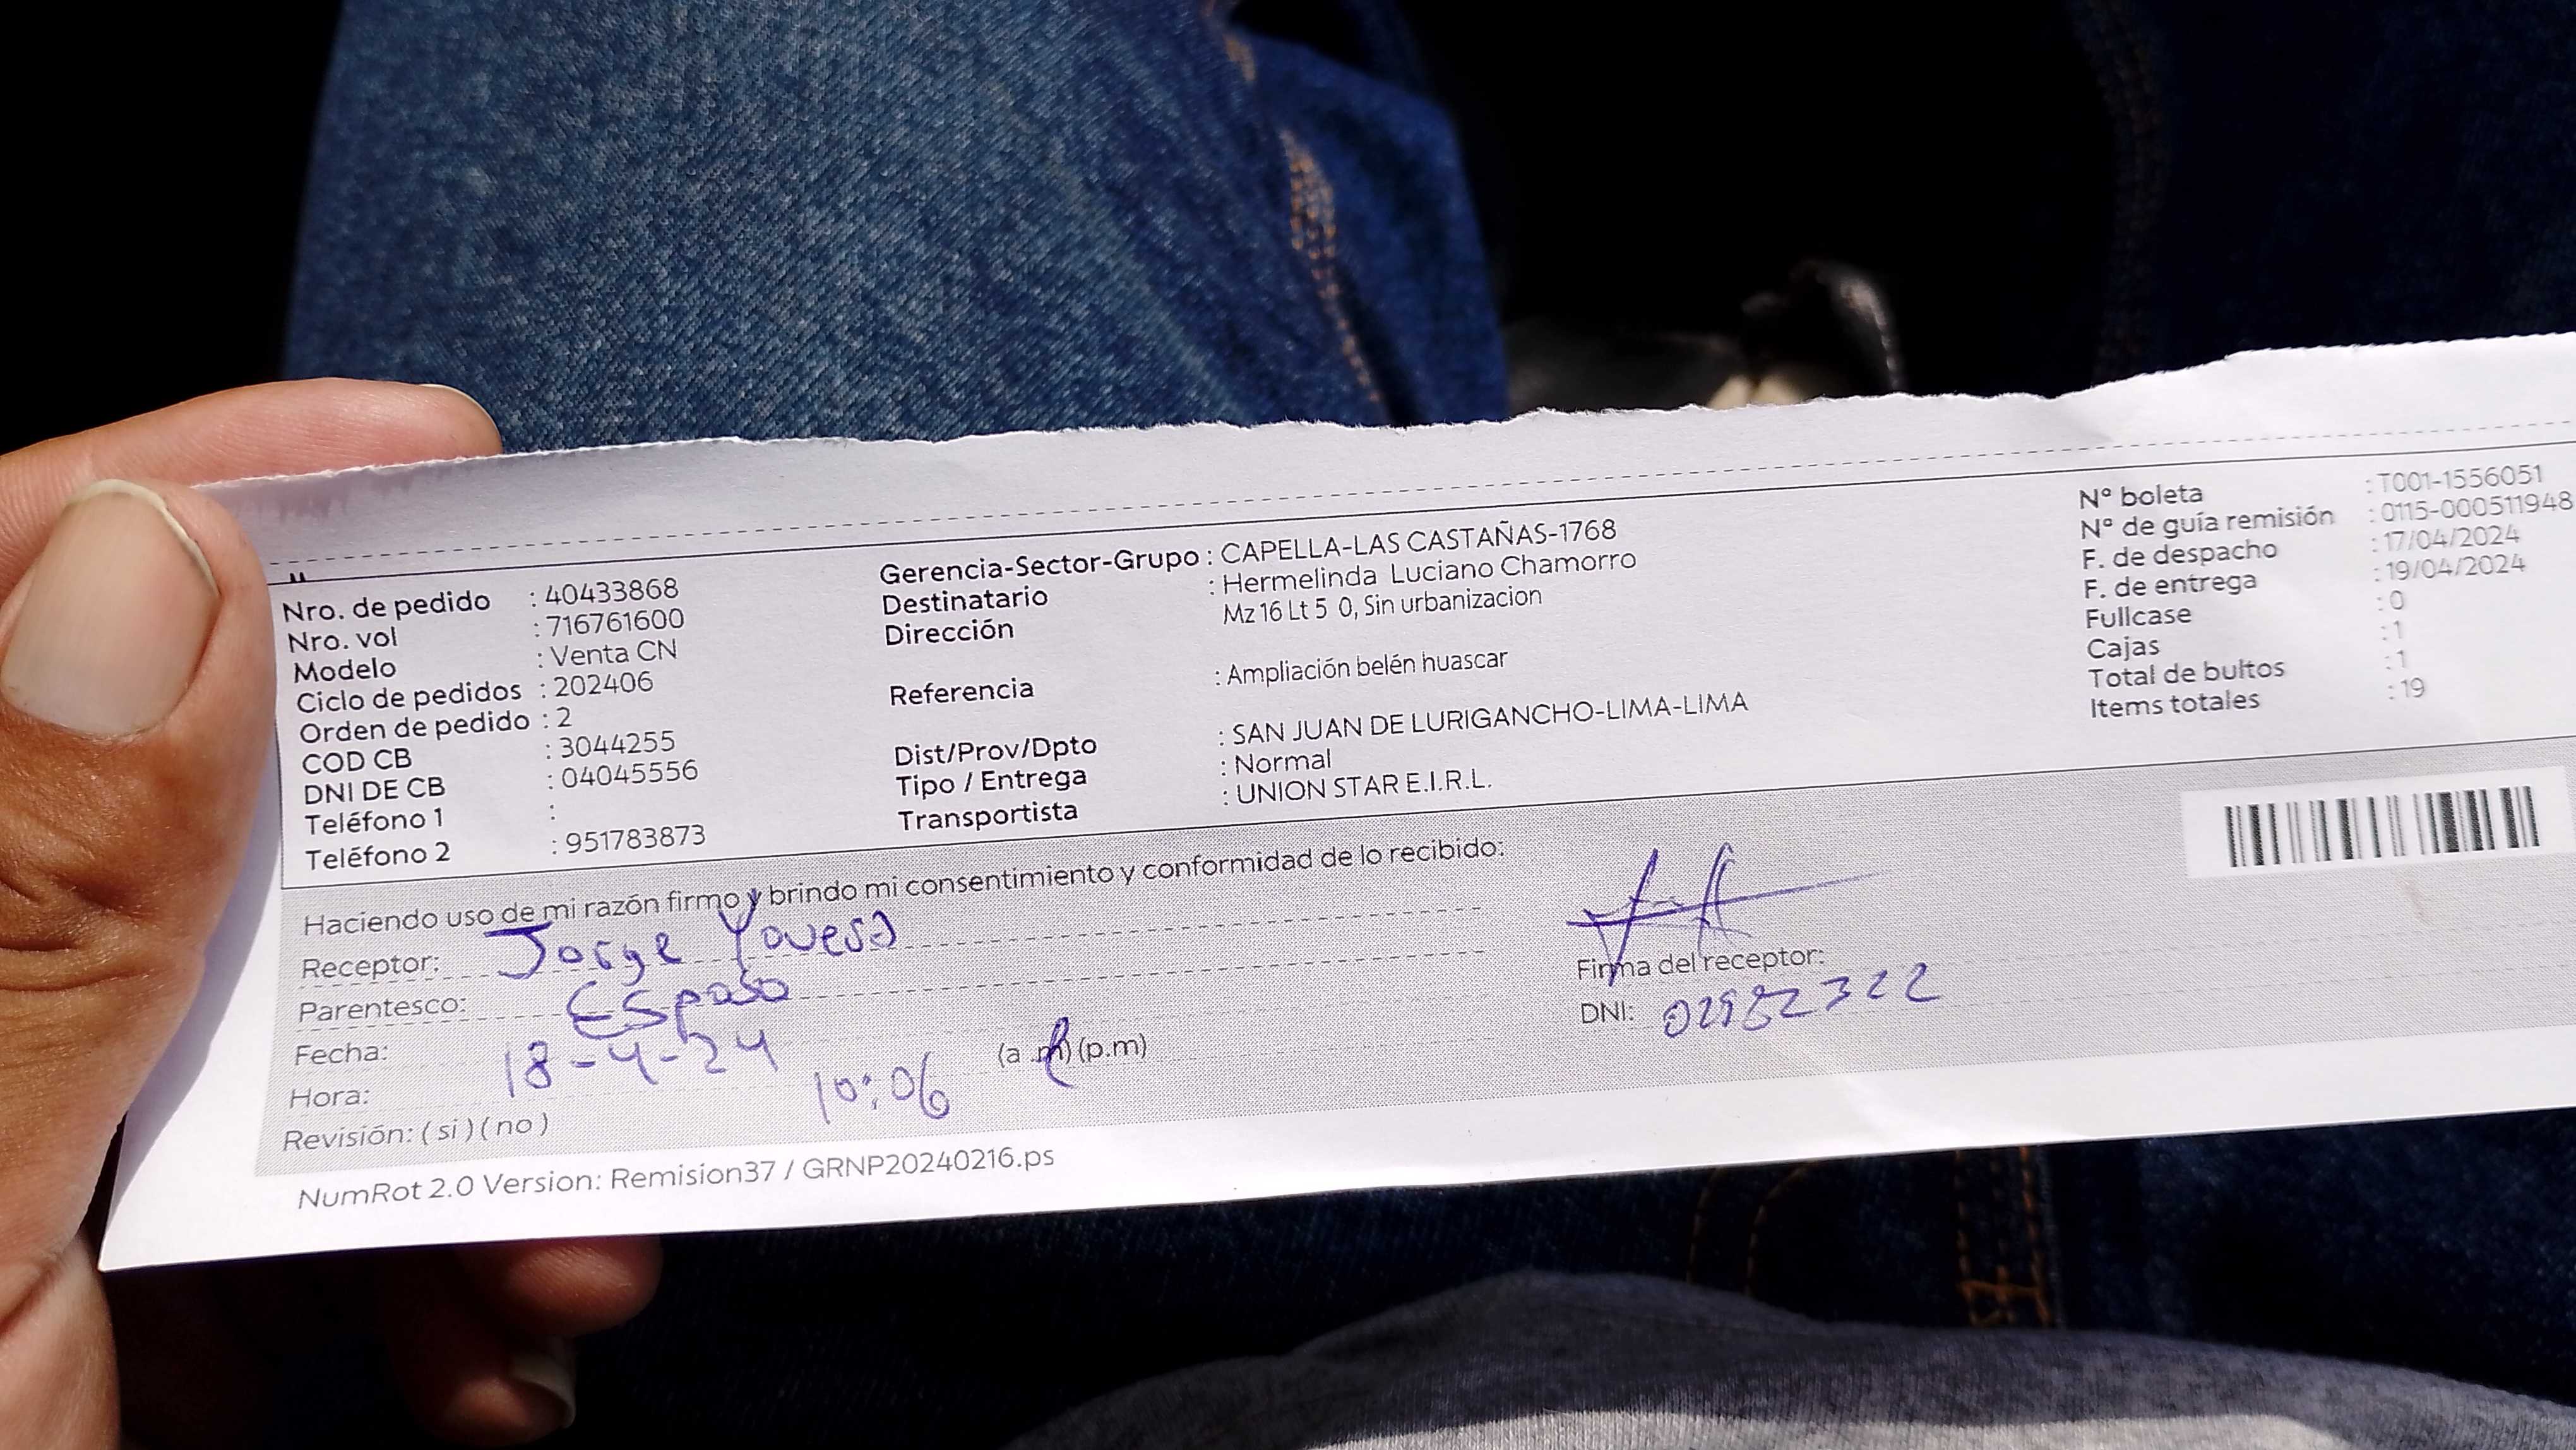 Nro. de pedido : 40433868
Nro. vol : 716761600
Modelo : Venta CN
Ciclo de pedidos : 202406
Orden de pedido : 2
COD CB : 3044255
DNI DE CB : 04045556
Teléfono 1 :
Teléfono 2 : 951783873
Gerencia-Sector-Grupo : CAPELLA-LAS CASTAÑAS-1768
Destinatario : Hermelinda Luciano Chamorro
Dirección Mz 16 Lt 5 0, Sin urbanizacion
Referencia : Ampliación belén huascar
Dist/Prov/Dpto : SAN JUAN DE LURIGANCHO-LIMA-LIMA
Tipo / Entrega : Normal
Transportista : UNION STAR E.I.R.L.
N° boleta : T001-1556051
N° de guía remisión : 0115-000511948
F. de despacho : 17/04/2024
F. de entrega : 19/04/2024
Fullcase : 0
Cajas : 1
Total de bultos : 1
Items totales : 19
Haciendo uso de mi razón firmo y brindo mi consentimiento y conformidad de lo recibido:
Receptor: Jorge
Parentesco: Esposo
Fecha: 18-4-24
Hora: 10:06 (a.m) (p.m)
Revisión: (si) (no)
Firma del receptor:
DNI: 02982322
NumRot 2.0 Version: Remision37 / GRNP20240216.ps